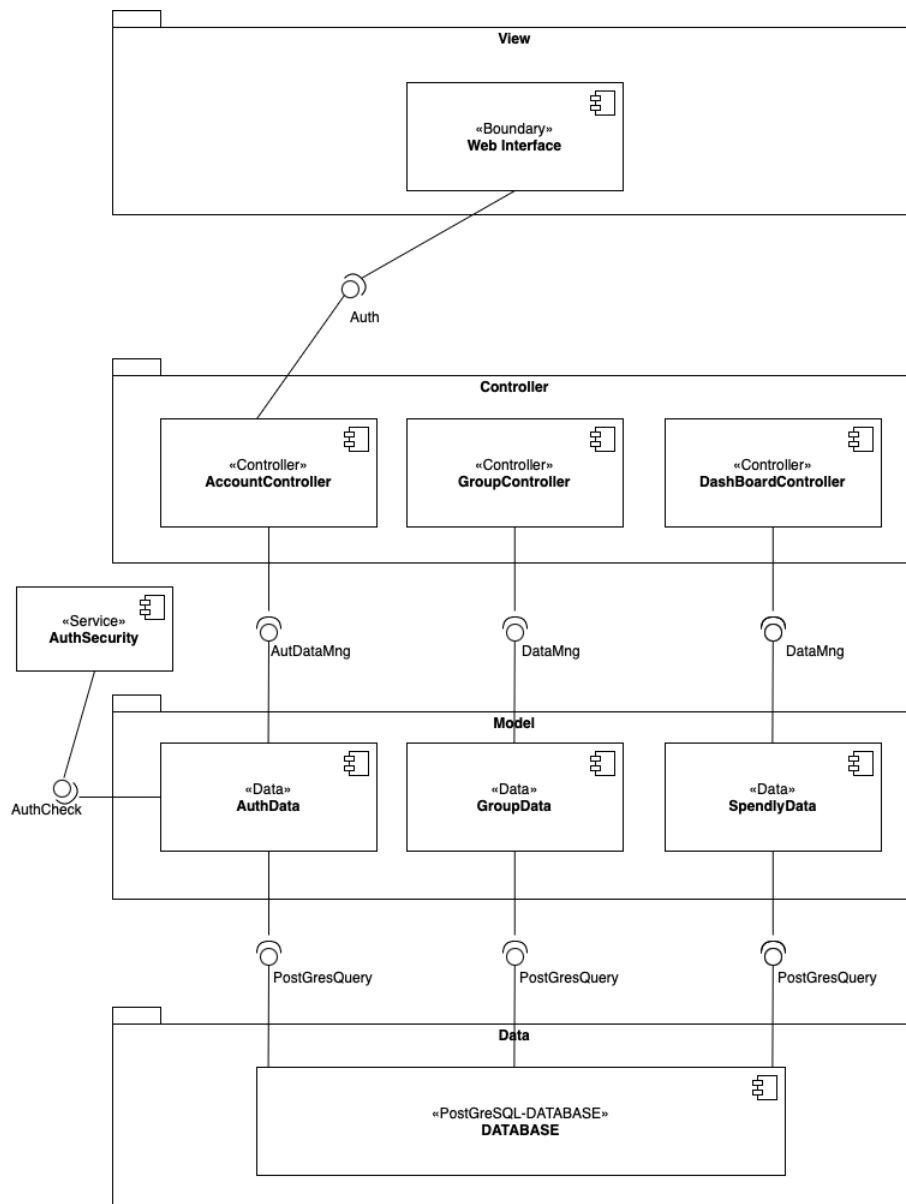 View
«Boundary»
Web Interface
Auth
Controller
«Controller»
AccountController
«Controller»
GroupController
«Controller»
DashBoardController
«Service»
AuthSecurity
AutDataMng
DataMng
DataMng
Model
«Data»
AuthData
«Data»
GroupData
«Data»
SpendlyData
AuthCheck
PostGresQuery
PostGresQuery
PostGresQuery
Data
«PostGreSQL-DATABASE»
DATABASE